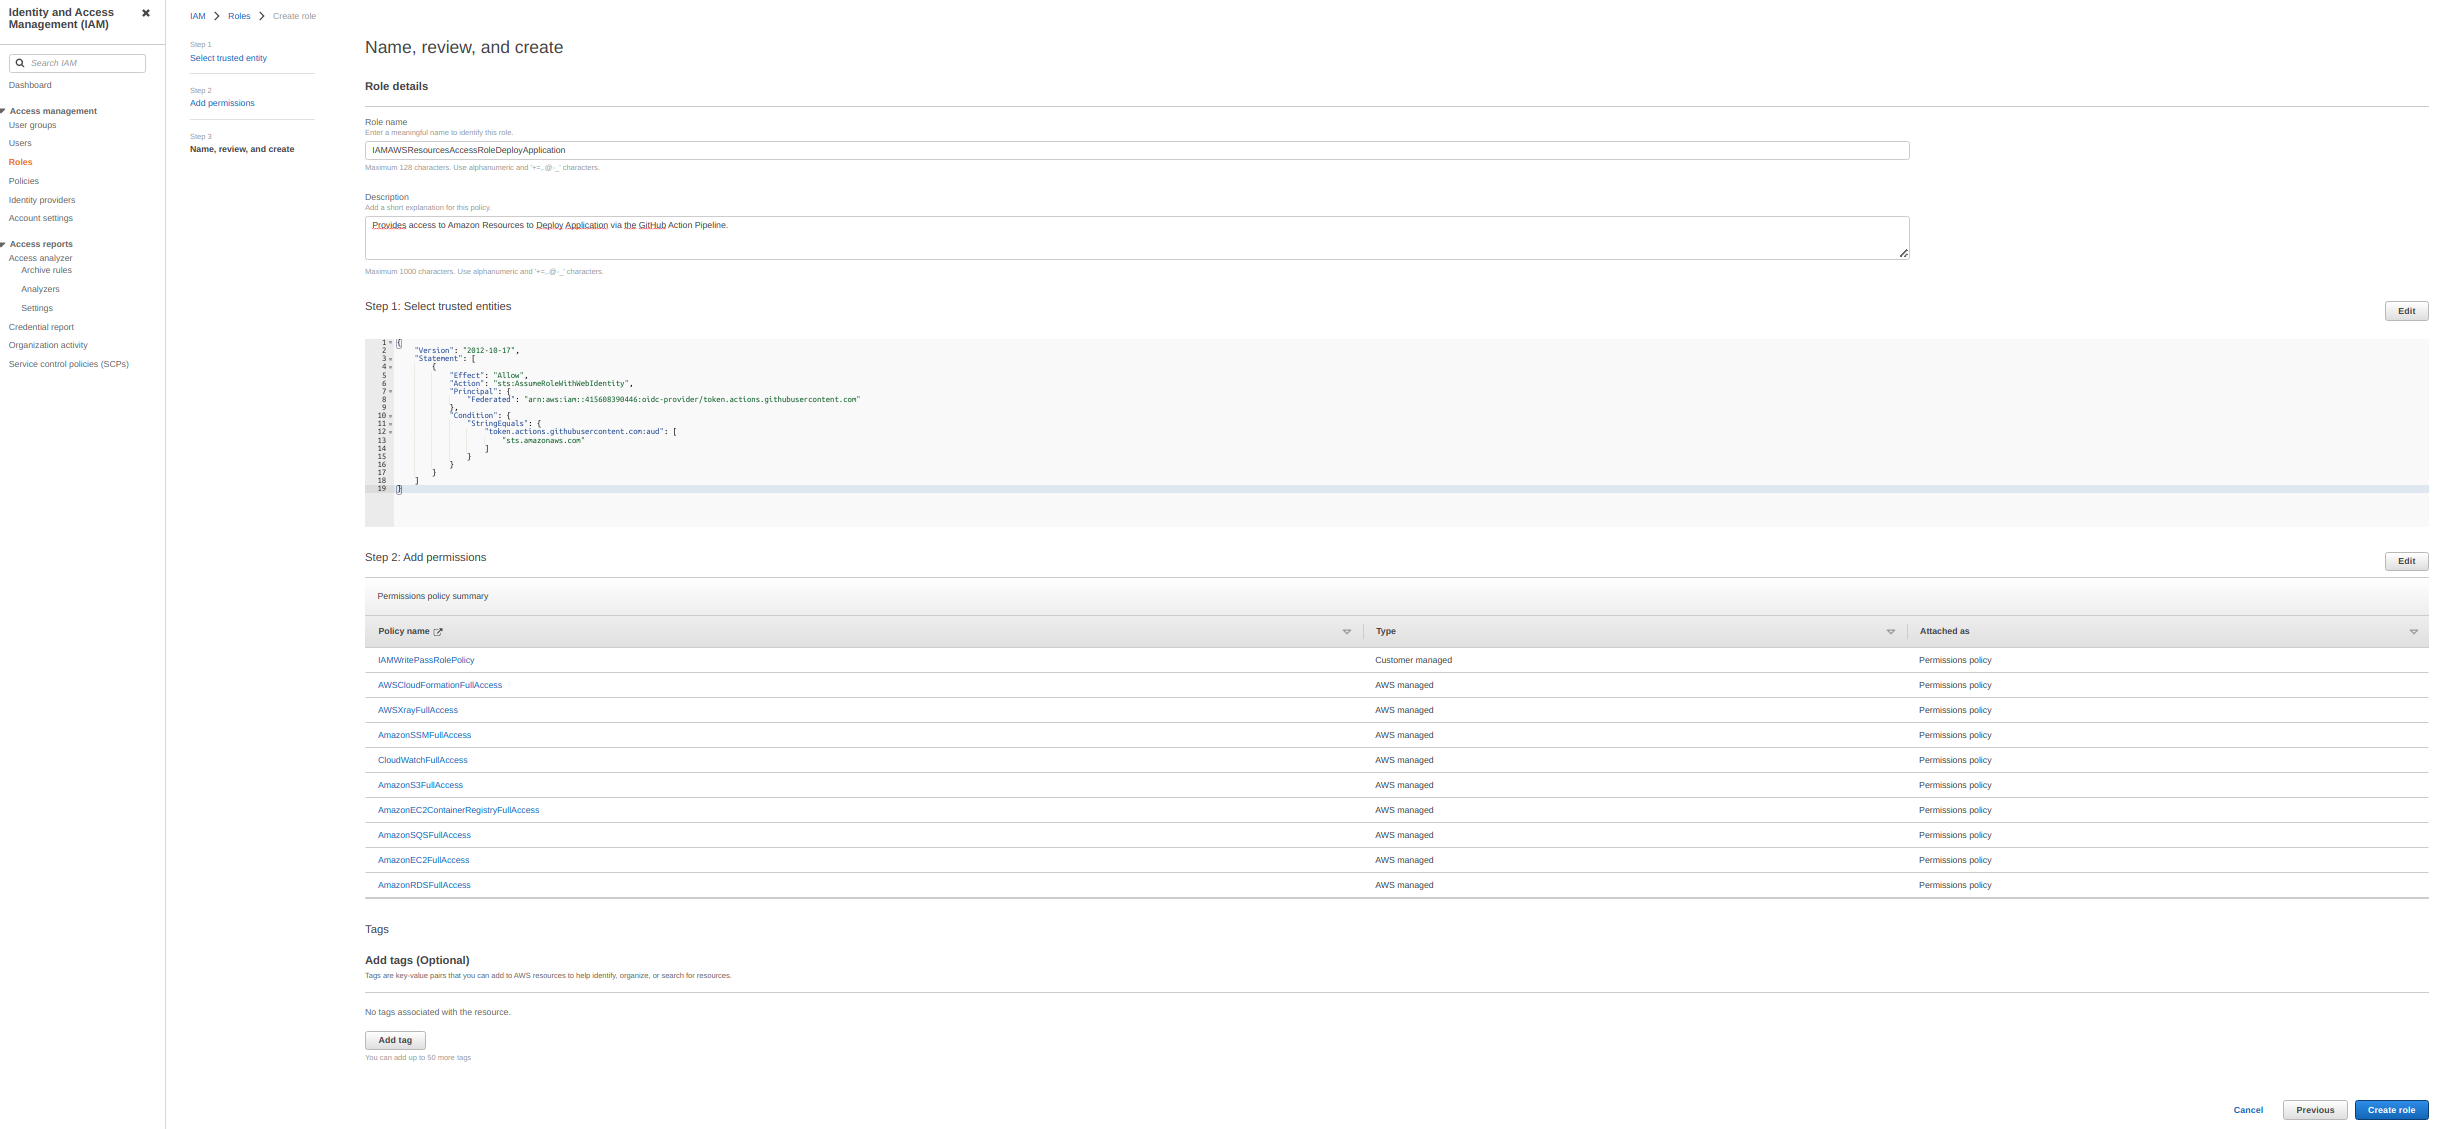 Identity and Access
Management (IAM)
Search IAM
Dashboard
Access management
User groups
Users
Roles
Policies
Identity providers
Account settings
Access reports
Access analyzer
Archive rules
Analyzers
Settings
Credential report
Organization activity
Service control policies (SCPs)
IAM > Roles > Create role
Step 1
Select trusted entity
Step 2
Add permissions
Step 3
Name, review, and create
Name, review, and create
Role details
Role name
Enter a meaningful name to identify this role.
IAMAWSResourcesAccessRoleDeployApplication
Maximum 128 characters. Use alphanumeric and '+=,.@-_' characters.
Description
Add a short explanation for this policy.
Provides access to Amazon Resources to Deploy Application via the GitHub Action Pipeline.
Maximum 1000 characters. Use alphanumeric and '+=,.@-_' characters.
Step 1: Select trusted entities
Edit
1 {
2 "Version": "2012-10-17",
3 "Statement": [
4 {
5 "Effect": "Allow",
6 "Action": "sts:AssumeRoleWithWebIdentity",
7 "Principal": {
8 "Federated": "arn:aws:iam::415608390446:oidc-provider/token.actions.githubusercontent.com"
9 },
10 "Condition": {
11 "StringEquals": {
12 "token.actions.githubusercontent.com:aud": [
13 "sts.amazonaws.com"
14 ]
15 }
16 }
17 }
18 ]
19 }
Step 2: Add permissions
Edit
Permissions policy summary
Policy name Type Attached as
IAMWritePassRolePolicy Customer managed Permissions policy
AWSCloudFormationFullAccess AWS managed Permissions policy
AWSXrayFullAccess AWS managed Permissions policy
AmazonSSMFullAccess AWS managed Permissions policy
CloudWatchFullAccess AWS managed Permissions policy
AmazonS3FullAccess AWS managed Permissions policy
AmazonEC2ContainerRegistryFullAccess AWS managed Permissions policy
AmazonSQSFullAccess AWS managed Permissions policy
AmazonEC2FullAccess AWS managed Permissions policy
AmazonRDSFullAccess AWS managed Permissions policy
Tags
Add tags (Optional)
Tags are key-value pairs that you can add to AWS resources to help identify, organize, or search for resources.
No tags associated with the resource.
Add tag
You can add up to 50 more tags
Cancel Previous Create role